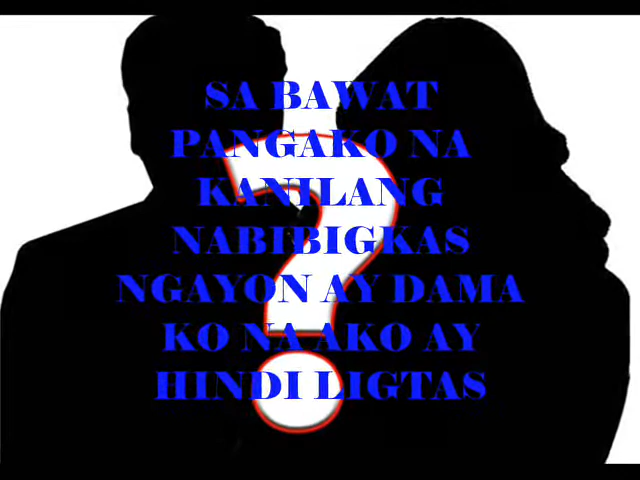 SA BAWAT
PANGAKO NA
KANILANG
NABIBIGKAS
NGAYON AY DAMA
KO NA AKO AY
HINDI LIGTAS
?